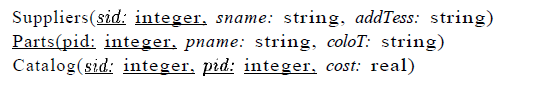 Suppliers(sid: integer, sname: string, addTess: string)
Parts(pid: integer, pname: string, coloT: string)
Catalog(sid: integer, pid: integer, cost: real)